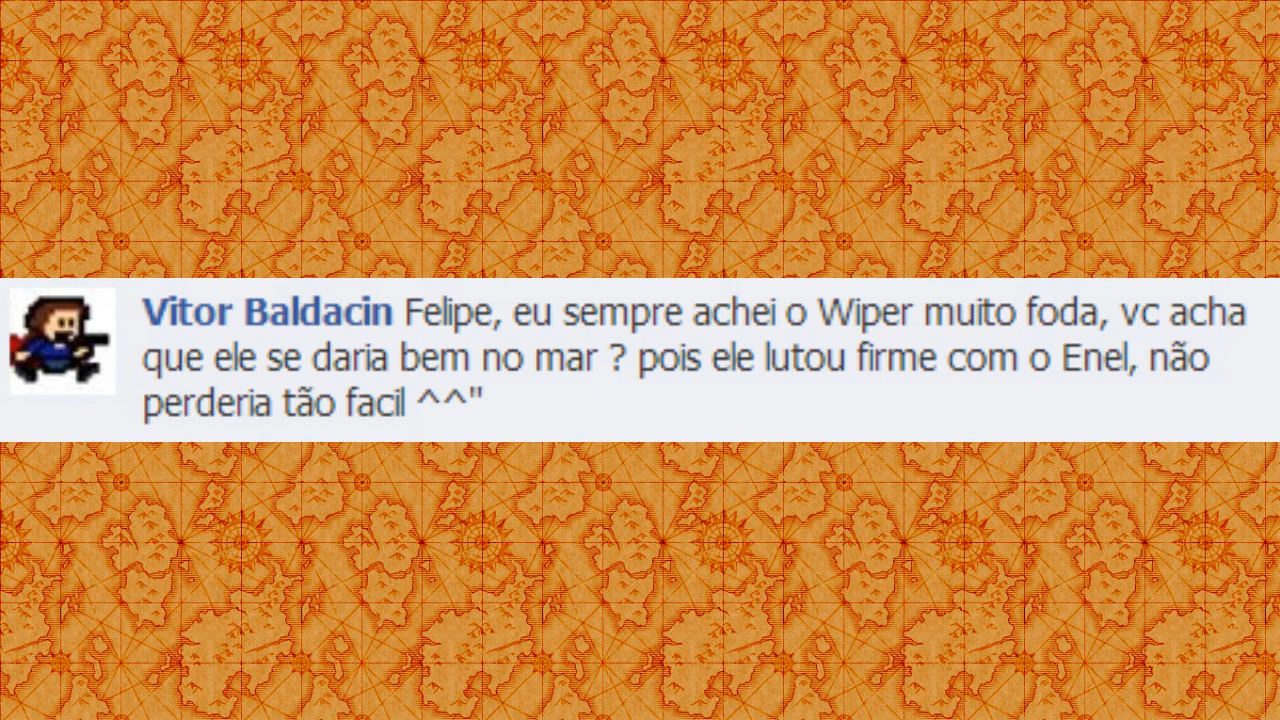 Vitor Baldacin Felipe, eu sempre achei o Wiper muito foda, vc acha
que ele se daria bem no mar ? pois ele lutou firme com o Enel, não
perderia tão facil ^^"